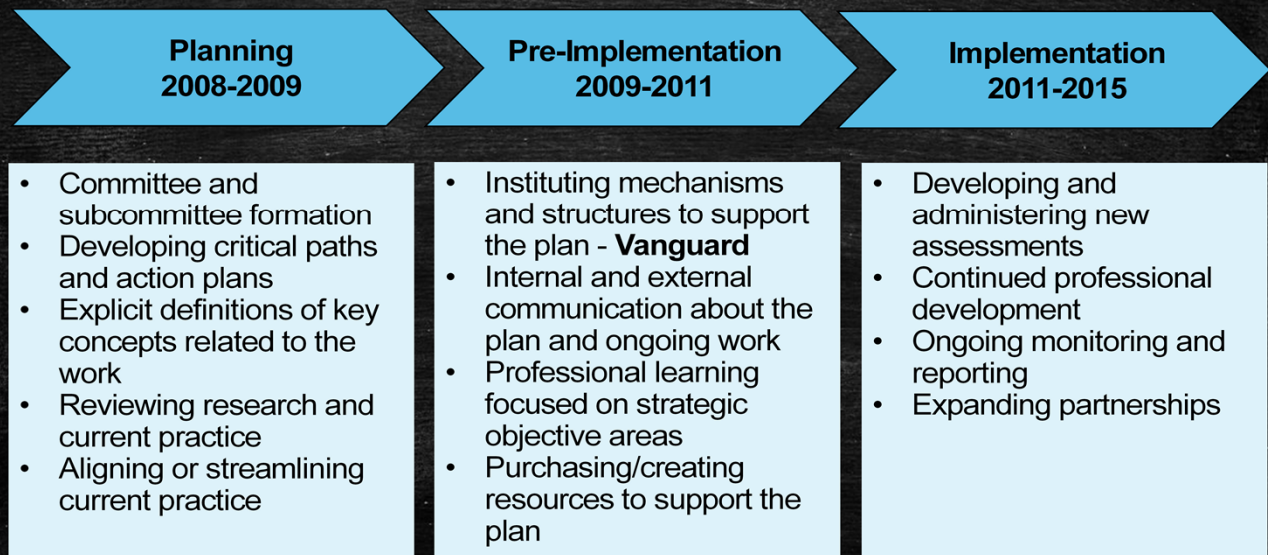 Planning
2008-2009
Pre-Implementation
2009-2011
Implementation
2011-2015
• Committee and
subcommittee formation
• Developing critical paths
and action plans
• Explicit definitions of key
concepts related to the
work
• Reviewing research and
current practice
• Aligning or streamlining
current practice
• Instituting mechanisms
and structures to support
the plan - Vanguard
• Internal and external
communication about the
plan and ongoing work
• Professional learning
focused on strategic
objective areas
• Purchasing/creating
resources to support the
plan
• Developing and
administering new
assessments
• Continued professional
development
• Ongoing monitoring and
reporting
• Expanding partnerships